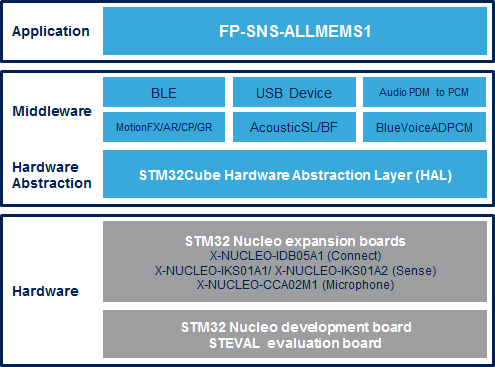 Application
FP-SNS-ALLMEMS1
Middleware
BLE
USB Device
Audio PDM to PCM
MotionFX/AR/CP/GR
AcousticSL/BF
BlueVoiceADPCM
Hardware
Abstraction
STM32Cube Hardware Abstraction Layer (HAL)
Hardware
STM32 Nucleo expansion boards
X-NUCLEO-IDB05A1 (Connect)
X-NUCLEO-IKS01A1/ X-NUCLEO-IKS01A2 (Sense)
X-NUCLEO-CCA02M1 (Microphone)
STM32 Nucleo development board
STEVAL evaluation board